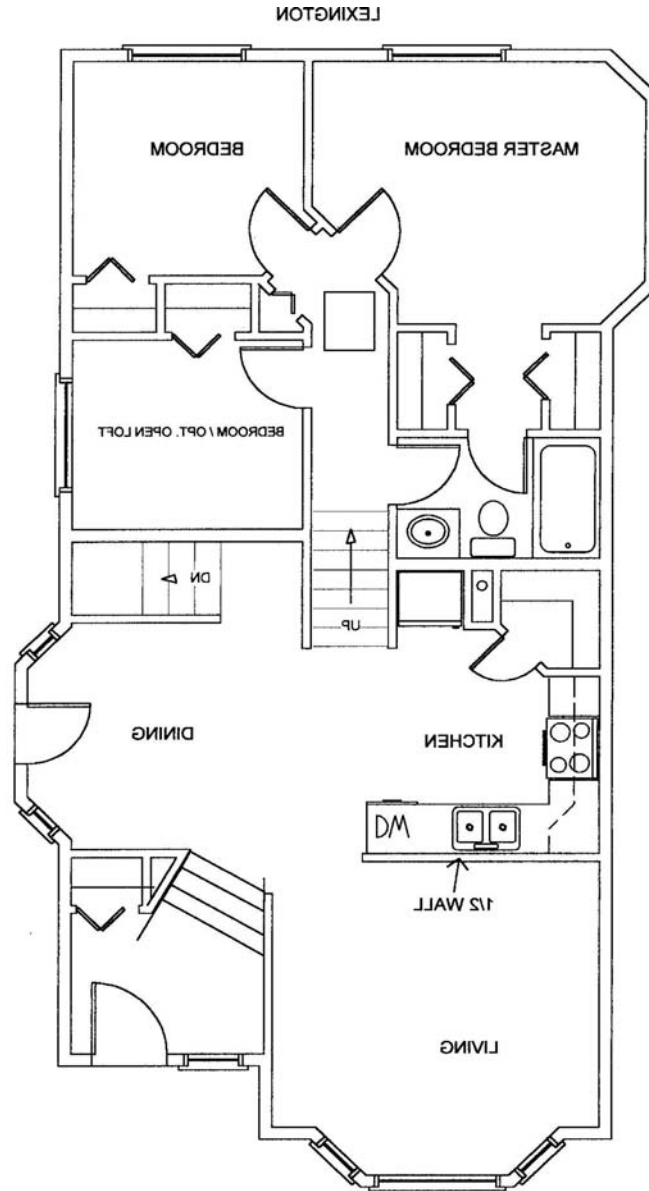 LEXINGTON
BEDROOM
MASTER BEDROOM
BEDROOM / OPT. OPEN LOFT
DN
UP
DINING
KITCHEN
DW
1/2 WALL
LIVING